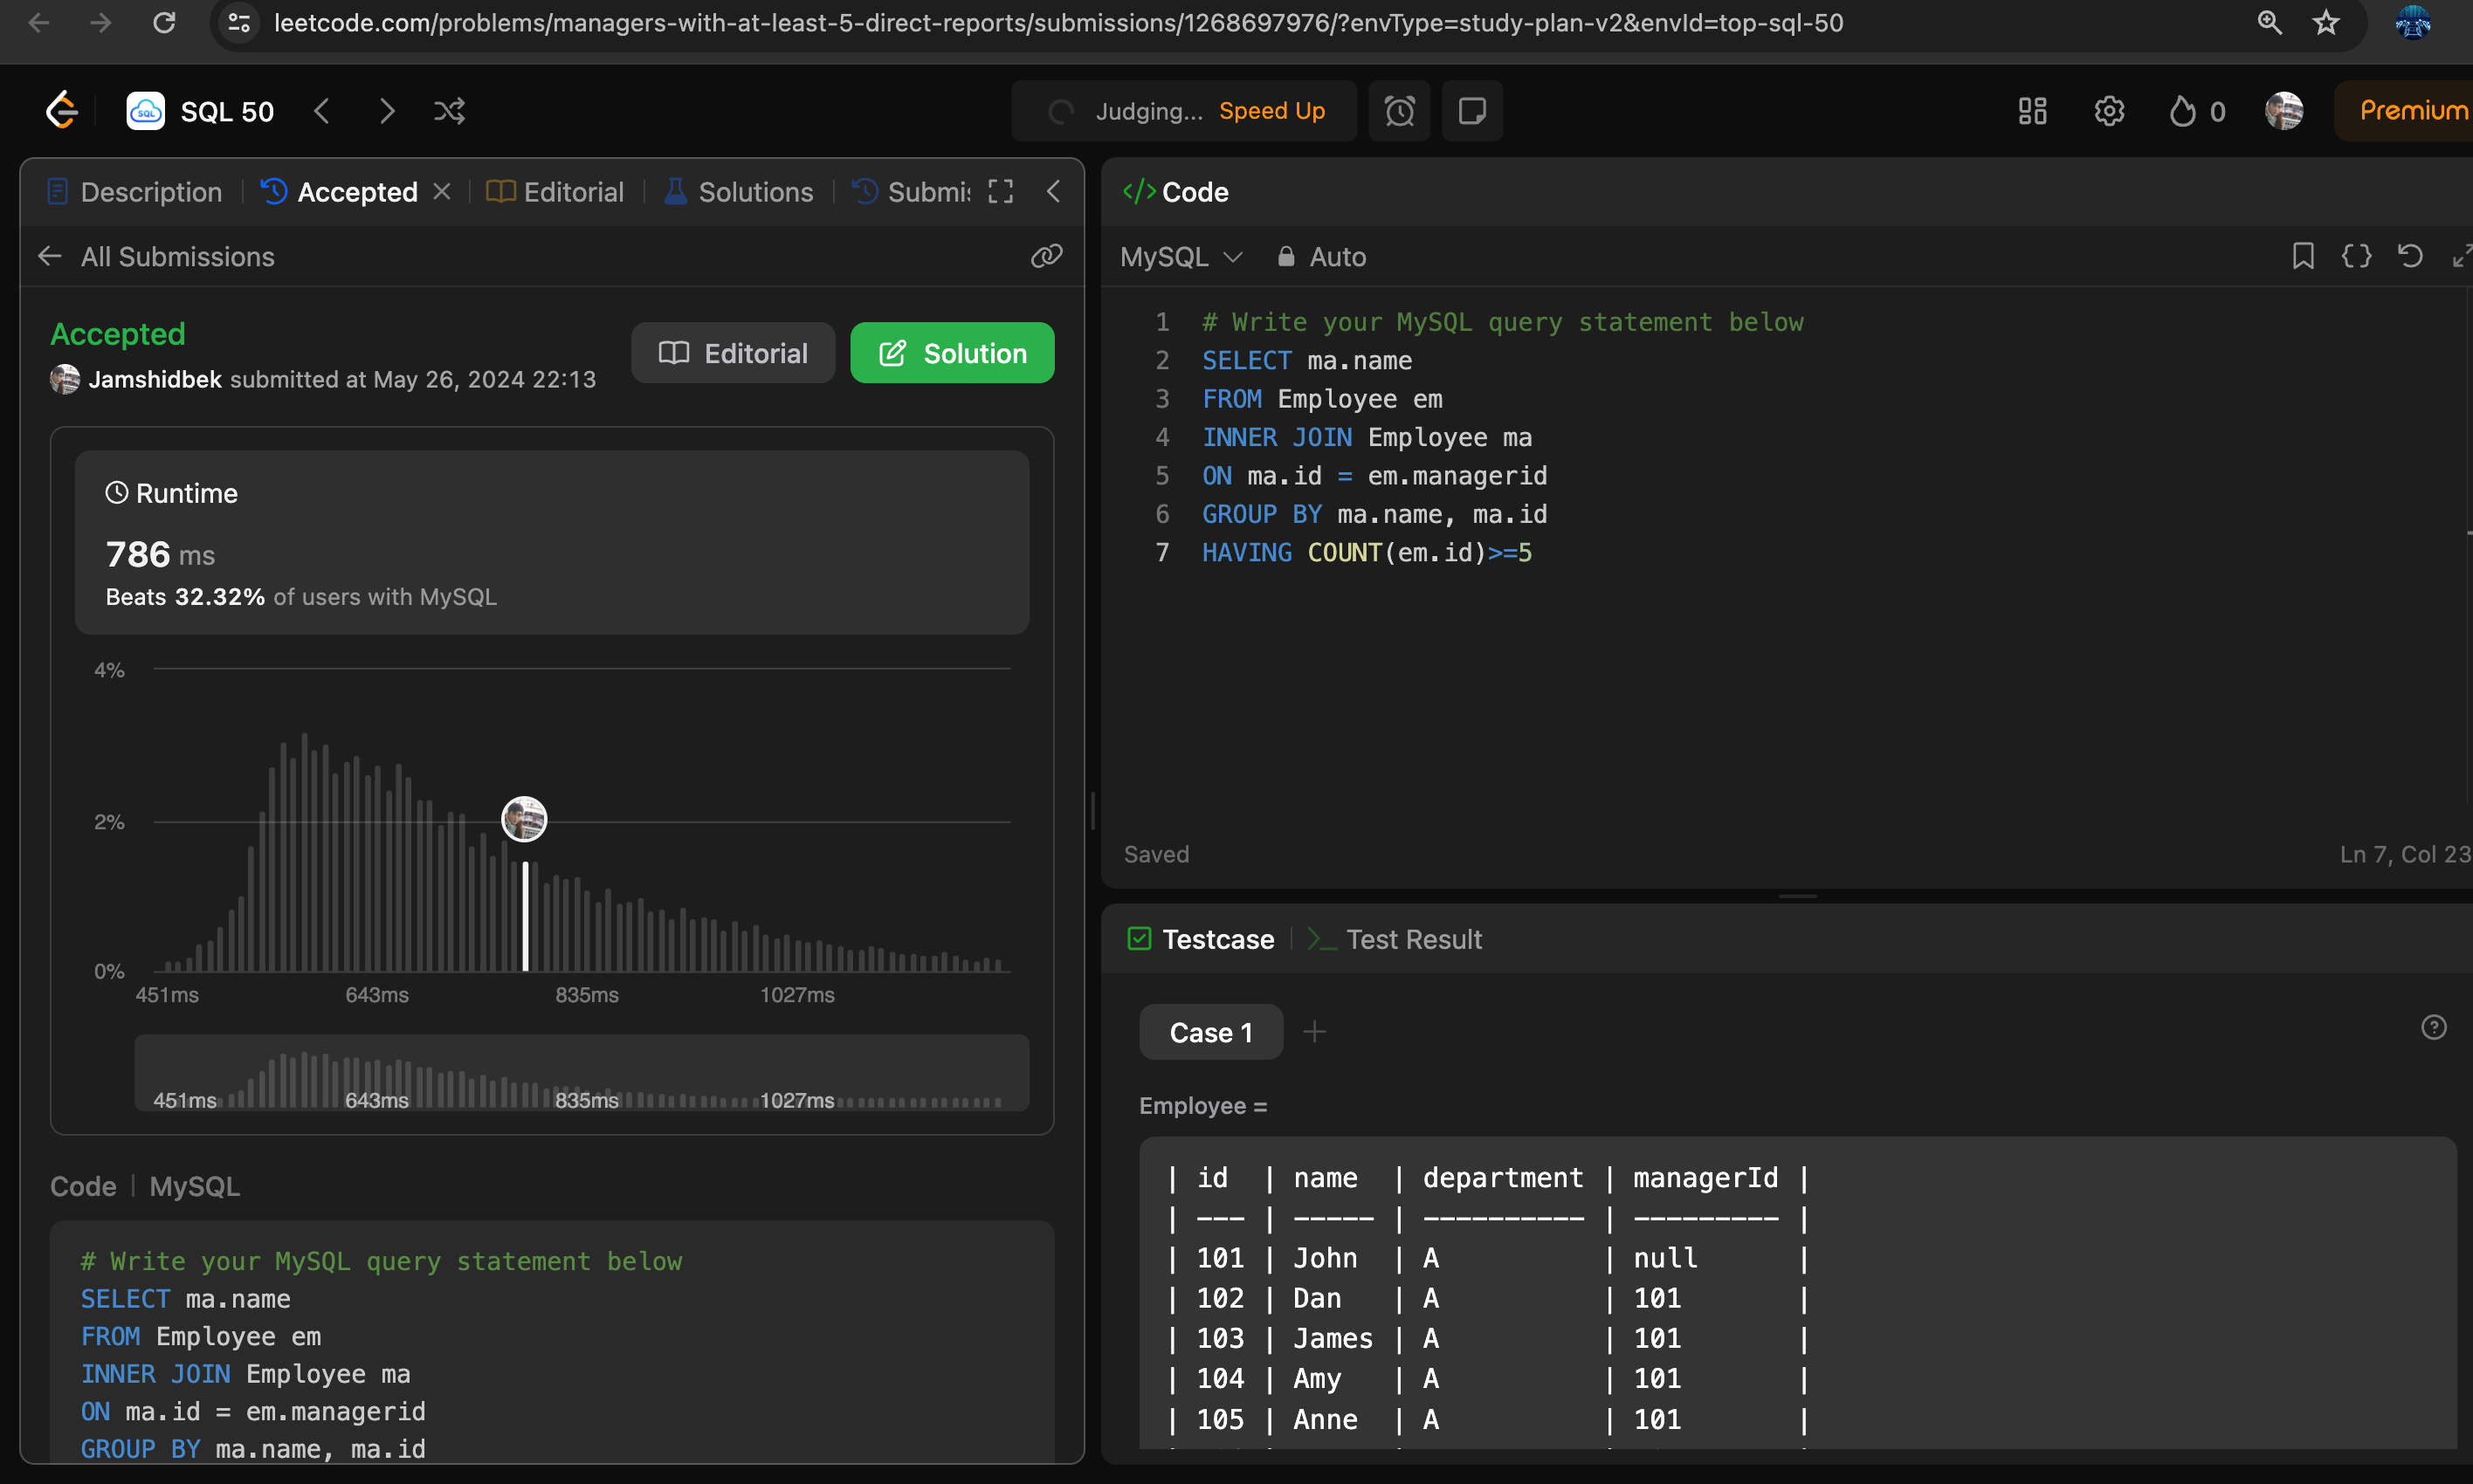 leetcode.com/problems/managers-with-at-least-5-direct-reports/submissions/1268697976/?envType=study-plan-v2&envId=top-sql-50
SQL
SQL 50
Judging... Speed Up
0
Premium
Description
Accepted
Editorial
Solutions
All Submissions
Accepted
Jamshidbek submitted at May 26, 2024 22:13
Editorial
Solution
Runtime
786 ms
Beats 32.32% of users with MySQL
4%
2%
0%
451ms 643ms 835ms 1027ms
451ms 643ms 835ms 1027ms
Code | MySQL
# Write your MySQL query statement below
SELECT ma.name
FROM Employee em
INNER JOIN Employee ma
ON ma.id = em.managerid
GROUP BY ma.name, ma.id
</> Code
MySQL Auto
1 # Write your MySQL query statement below
2 SELECT ma.name
3 FROM Employee em
4 INNER JOIN Employee ma
5 ON ma.id = em.managerid
6 GROUP BY ma.name, ma.id
7 HAVING COUNT(em.id)>=5
Saved
Ln 7, Col 23
Testcase
>_ Test Result
Case 1 +
Employee =
| id | name | department | managerId |
| --- | ----- | ---------- | --------- |
| 101 | John | A | null |
| 102 | Dan | A | 101 |
| 103 | James | A | 101 |
| 104 | Amy | A | 101 |
| 105 | Anne | A | 101 |